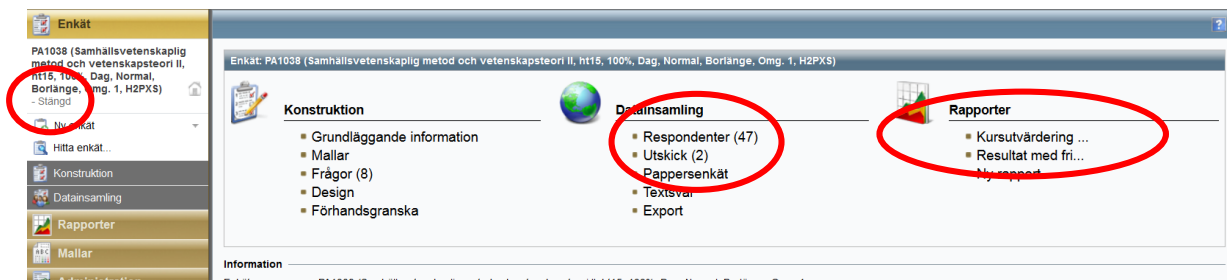 Enkät
PA1038 (Samhällsvetenskaplig
metod och vetenskapsteori II,
ht15, 100%, Dag, Normal,
Borlänge, Omg. 1, H2PXS)
- Stängd
Ny enkät
Hitta enkät...
Konstruktion
Datainsamling
Rapporter
Mallar
Administration
Enkät: PA1038 (Samhällsvetenskaplig metod och vetenskapsteori II, ht15, 100%, Dag, Normal, Borlänge, Omg. 1, H2PXS)
Konstruktion
Grundläggande information
Mallar
Frågor (8)
Design
Förhandsgranska
Datainsamling
Respondenter (47)
Utskick (2)
Pappersenkät
Textsvar
Export
Rapporter
Kursutvärdering ...
Resultat med fri...
Ny rapport
Information